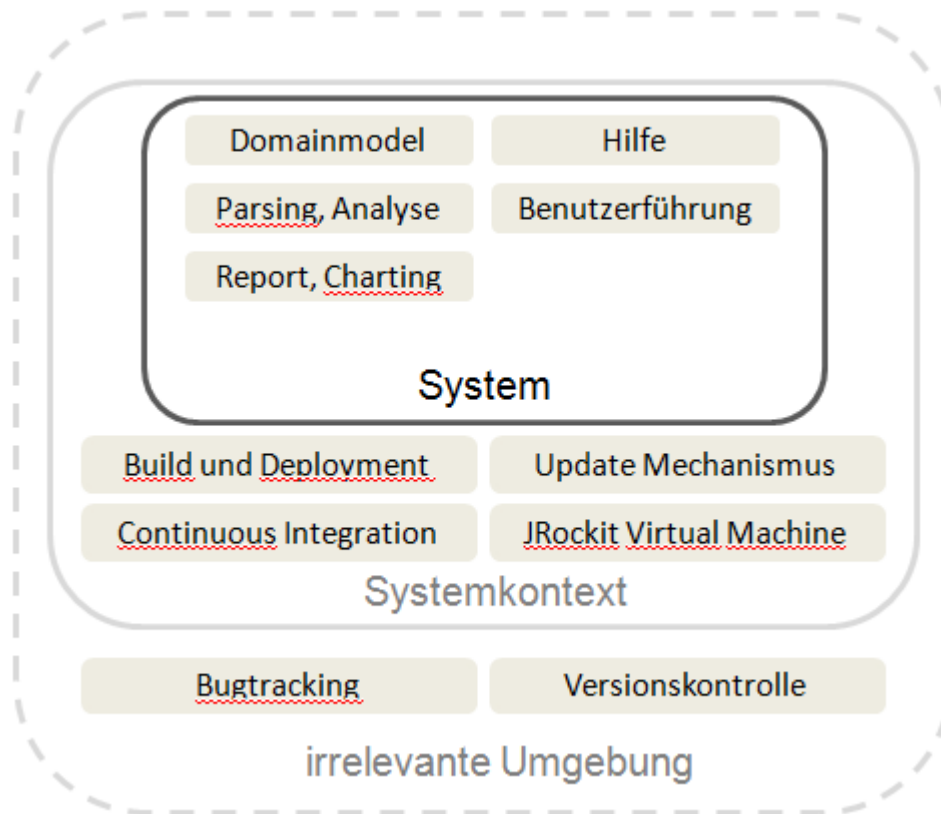 Domainmodel
Hilfe
Parsing, Analyse
Benutzerführung
Report, Charting
System
Build und Deployment
Update Mechanismus
Continuous Integration
JRockit Virtual Machine
Systemkontext
Bugtracking
Versionskontrolle
irrelevante Umgebung